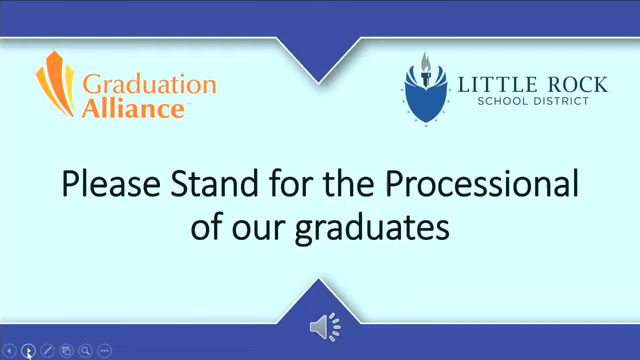 Graduation
Alliance
LITTLE ROCK
SCHOOL DISTRICT
Please Stand for the Processional
of our graduates